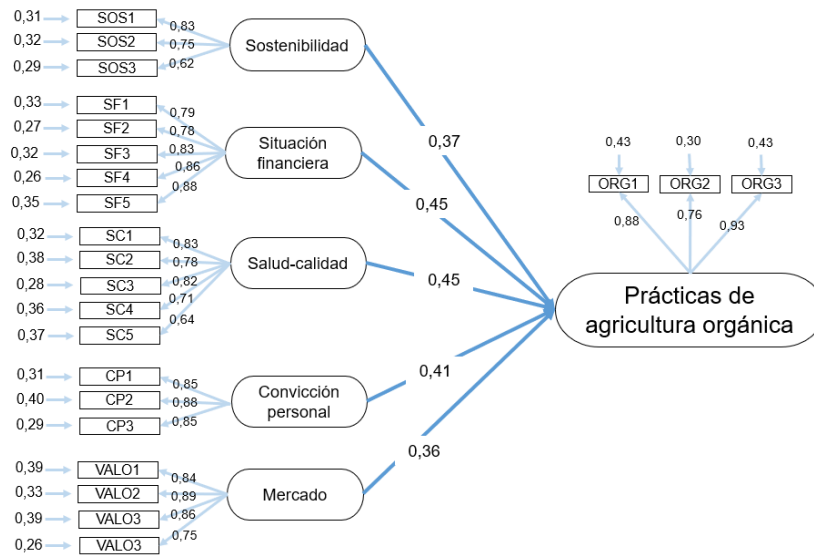 0,31 SOS1 0,83
0,32 SOS2 0,75
0,29 SOS3 0,62
Sostenibilidad
0,37
0,33 SF1 0,79
0,27 SF2 0,78
0,32 SF3 0,83
0,26 SF4 0,86
0,35 SF5 0,88
Situación
financiera
0,45
0,32 SC1 0,83
0,38 SC2 0,78
0,28 SC3 0,82
0,36 SC4 0,71
0,37 SC5 0,64
Salud-calidad
0,45
0,31 CP1 0,85
0,40 CP2 0,88
0,29 CP3 0,85
Convicción
personal
0,41
0,39 VALO1 0,84
0,33 VALO2 0,89
0,39 VALO3 0,86
0,26 VALO3 0,75
Mercado
0,36
0,43 0,30 0,43
ORG1 ORG2 ORG3
0,88 0,76 0,93
Prácticas de
agricultura orgánica